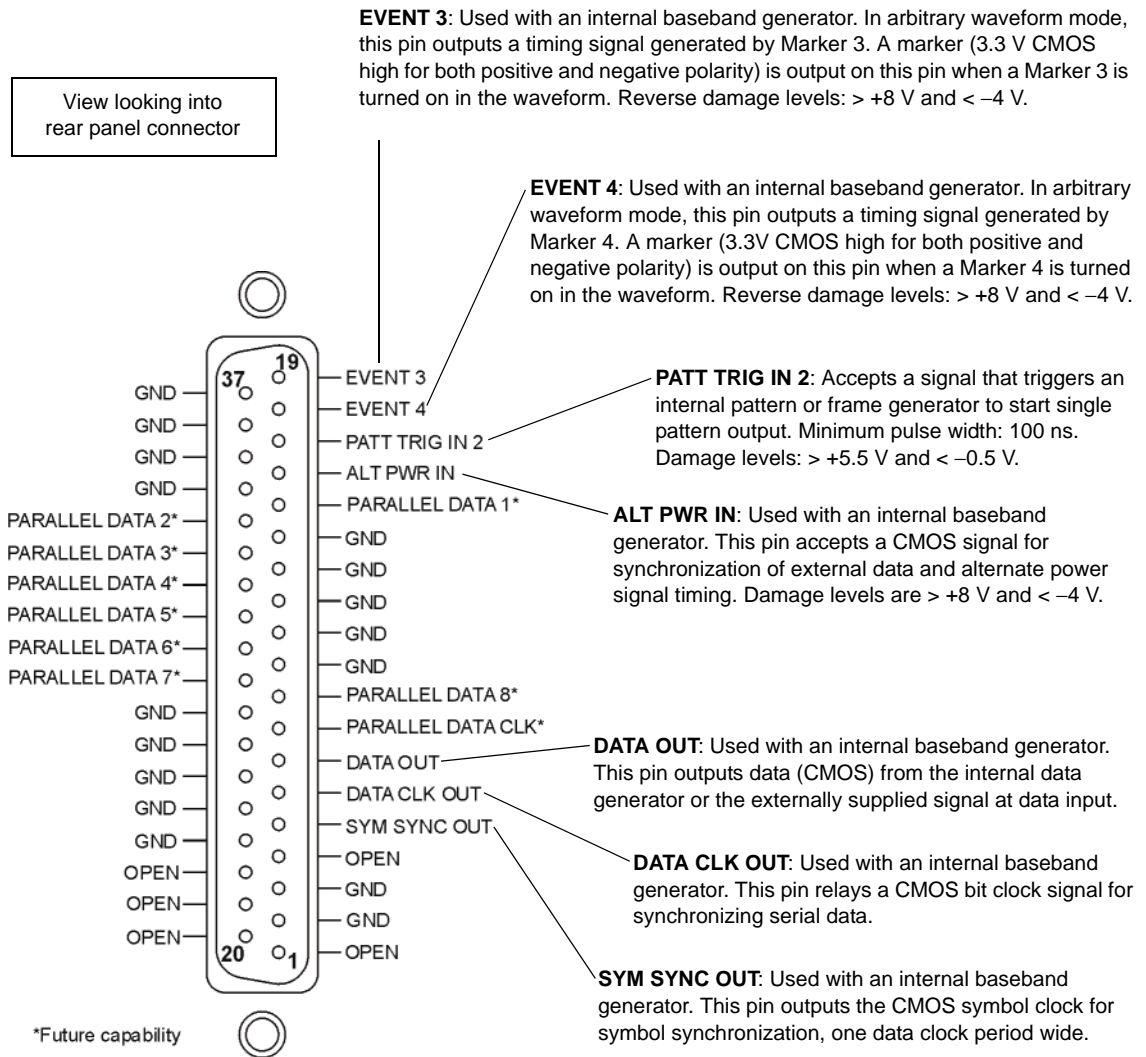 EVENT 3: Used with an internal baseband generator. In arbitrary waveform mode,
this pin outputs a timing signal generated by Marker 3. A marker (3.3 V CMOS
high for both positive and negative polarity) is output on this pin when a Marker 3 is
turned on in the waveform. Reverse damage levels: > +8 V and < −4 V.
View looking into
rear panel connector
EVENT 4: Used with an internal baseband generator. In arbitrary
waveform mode, this pin outputs a timing signal generated by
Marker 4. A marker (3.3V CMOS high for both positive and
negative polarity) is output on this pin when a Marker 4 is turned
on in the waveform. Reverse damage levels: > +8 V and < −4 V.
37
19
GND
GND
GND
GND
PARALLEL DATA 2*
PARALLEL DATA 3*
PARALLEL DATA 4*
PARALLEL DATA 5*
PARALLEL DATA 6*
PARALLEL DATA 7*
GND
GND
GND
GND
GND
OPEN
OPEN
OPEN
20
1
EVENT 3
EVENT 4
PATT TRIG IN 2
ALT PWR IN
PARALLEL DATA 1*
GND
GND
GND
GND
GND
PARALLEL DATA 8*
PARALLEL DATA CLK*
DATA OUT
DATA CLK OUT
SYM SYNC OUT
OPEN
GND
GND
OPEN
PATT TRIG IN 2: Accepts a signal that triggers an
internal pattern or frame generator to start single
pattern output. Minimum pulse width: 100 ns.
Damage levels: > +5.5 V and < −0.5 V.
ALT PWR IN: Used with an internal baseband
generator. This pin accepts a CMOS signal for
synchronization of external data and alternate power
signal timing. Damage levels are > +8 V and < −4 V.
DATA OUT: Used with an internal baseband generator.
This pin outputs data (CMOS) from the internal data
generator or the externally supplied signal at data input.
DATA CLK OUT: Used with an internal baseband
generator. This pin relays a CMOS bit clock signal for
synchronizing serial data.
SYM SYNC OUT: Used with an internal baseband
generator. This pin outputs the CMOS symbol clock for
symbol synchronization, one data clock period wide.
*Future capability